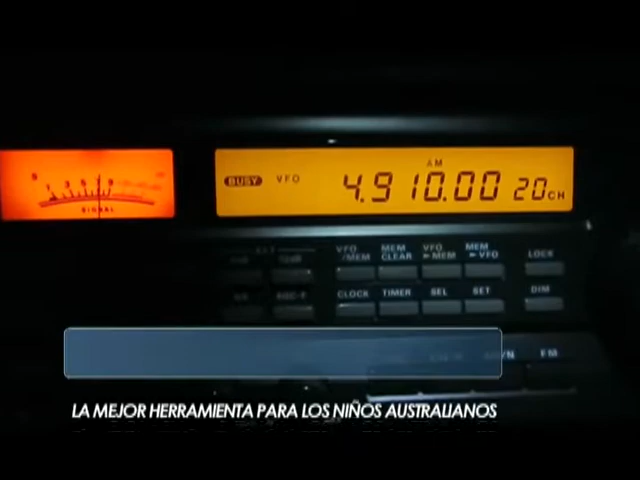 AM
BUSY VFO 4.910.00 20CH
SIGNAL
VFO /MEM MEM CLEAR VFO ►MEM MEM ►VFO LOCK
CLOCK TIMER SEL SET DIM
FM
LA MEJOR HERRAMIENTA PARA LOS NIÑOS AUSTRALIANOS